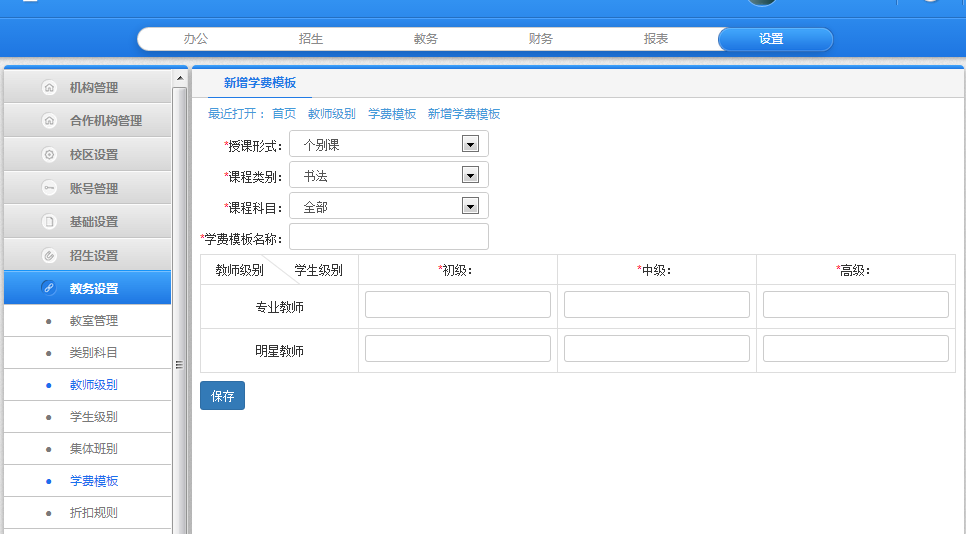 办公 招生 教务 财务 报表 设置
机构管理
合作机构管理
校区设置
账号管理
基础设置
招生设置
教务设置
教室管理
类别科目
教师级别
学生级别
集体班别
学费模板
折扣规则
新增学费模板
最近打开： 首页 教师级别 学费模板 新增学费模板
*授课形式： 个别课
*课程类别： 书法
*课程科目： 全部
*学费模板名称：
教师级别 学生级别 *初级： *中级： *高级：
专业教师
明星教师
保存